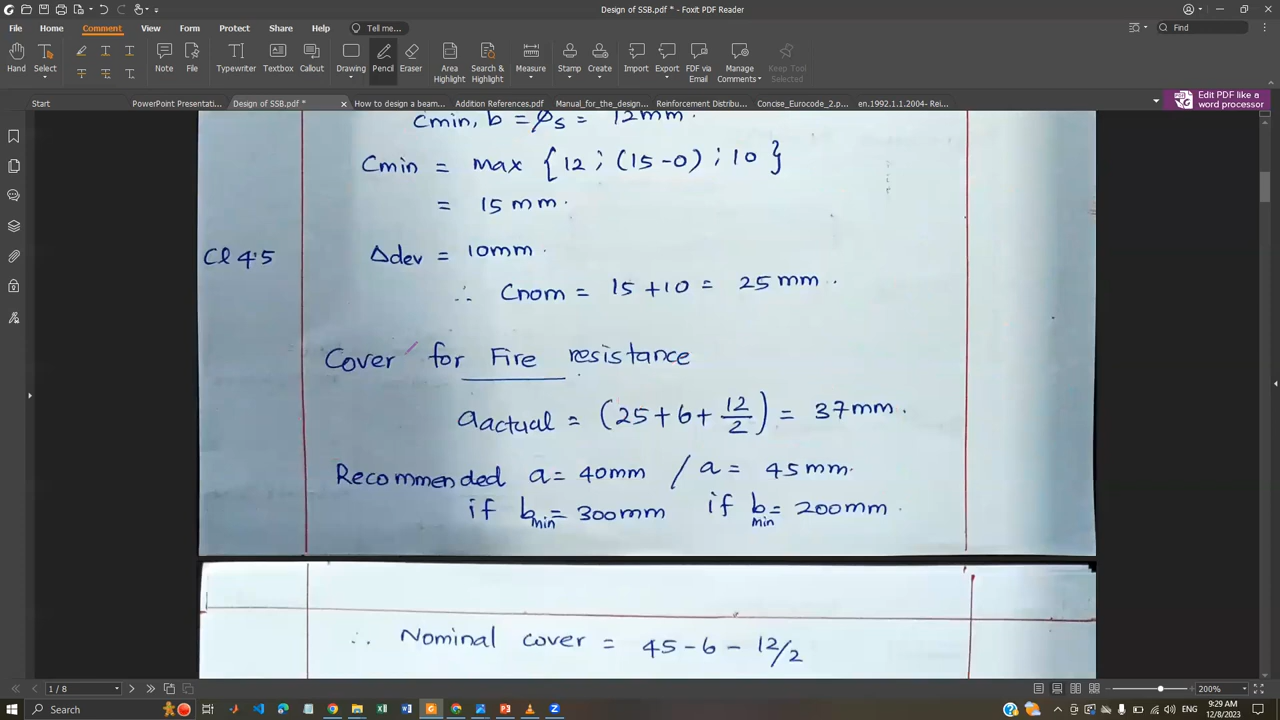 Design of SSB.pdf * - Foxit PDF Reader
File Home Comment View Form Protect Share Help Tell me... Find
Hand Select Note File Typewriter Textbox Callout Drawing Pencil Eraser Area Highlight Search & Highlight Measure Stamp Create Import Export FDF via Email Manage Comments Keep Tool Selected
Start PowerPoint Presentati... Design of SSB.pdf * How to design a beam... Addition References.pdf Manual_for_the_design... Reinforcement Distribu... Concise_Eurocode_2.p... en.1992.1.1.2004- Rei... Edit PDF like a word processor
Cmin, b = φs = 12mm.
Cmin = max {12 ; (15-0) ; 10}
= 15 mm.
Cl 4.5 Δdev = 10mm.
∴ Cnom = 15 + 10 = 25 mm.
Cover for Fire resistance
aactual = (25+6+12/2) = 37mm.
Recommended a = 40mm / a = 45mm.
if bmin = 300mm if bmin = 200mm.
∴ Nominal cover = 45 - 6 - 12/2
1 / 8 200%
Search ENG 9:29 AM
12/8/2023